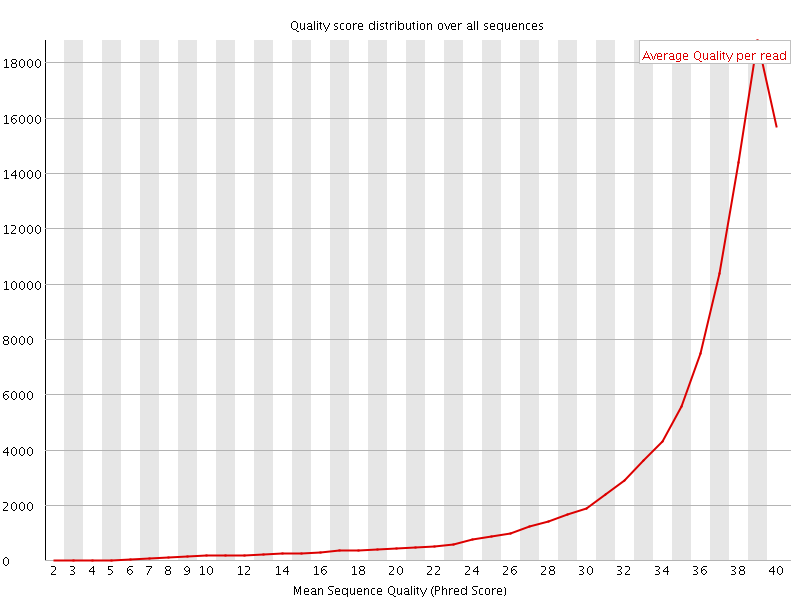 Quality score distribution over all sequences
Average Quality per read
18000
16000
14000
12000
10000
8000
6000
4000
2000
0
2 3 4 5 6 7 8 9 10 12 14 16 18 20 22 24 26 28 30 32 34 36 38 40
Mean Sequence Quality (Phred Score)